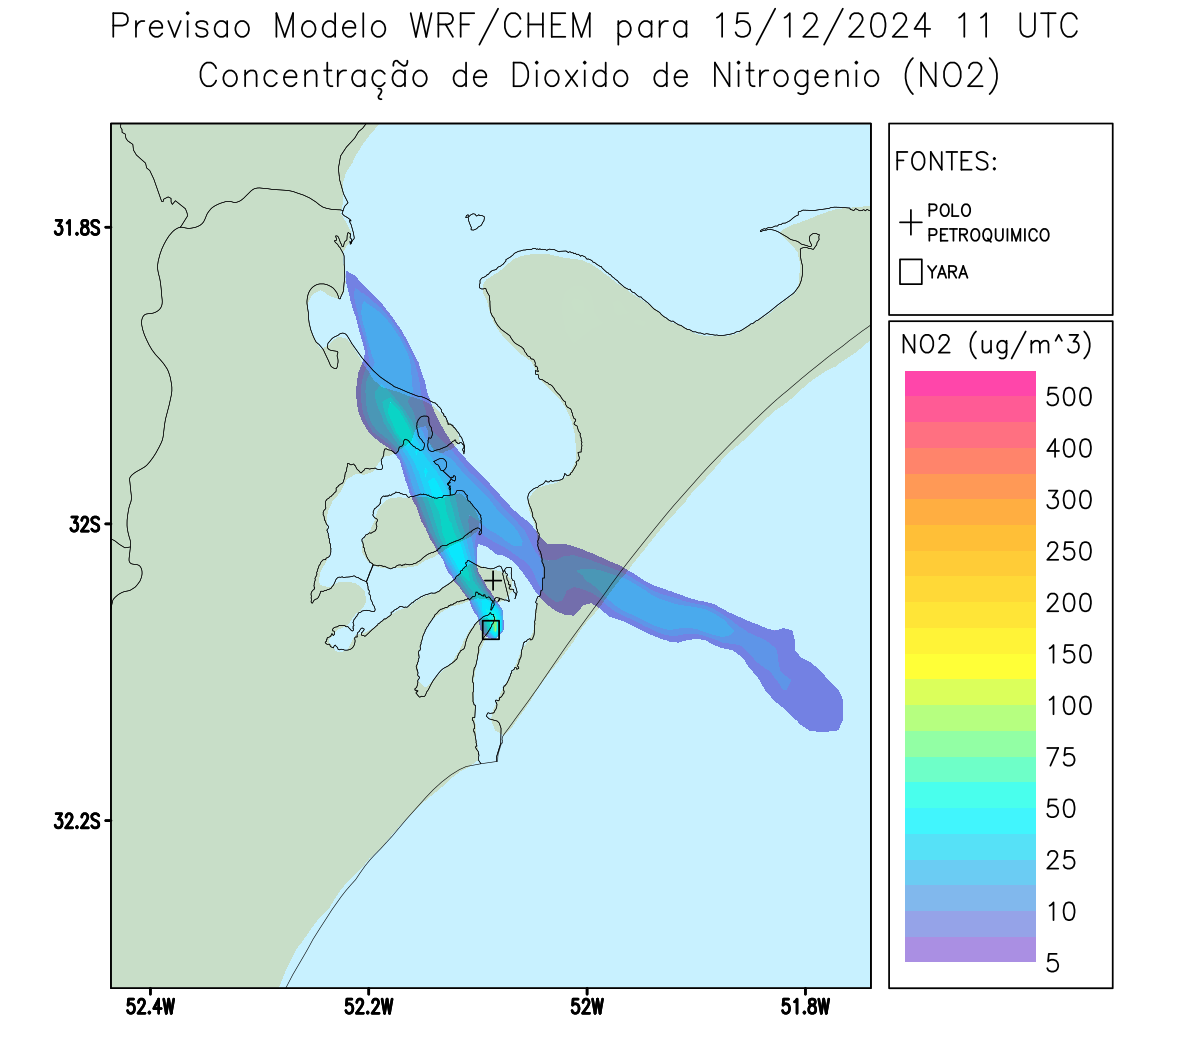 Previsao Modelo WRF/CHEM para 15/12/2024 11 UTC
Concentração de Dioxido de Nitrogenio (NO2)
FONTES:
POLO
PETROQUIMICO
YARA
NO2 (ug/m^3)
500
400
300
250
200
150
100
75
50
25
10
5
31.8S
32S
32.2S
52.4W
52.2W
52W
51.8W